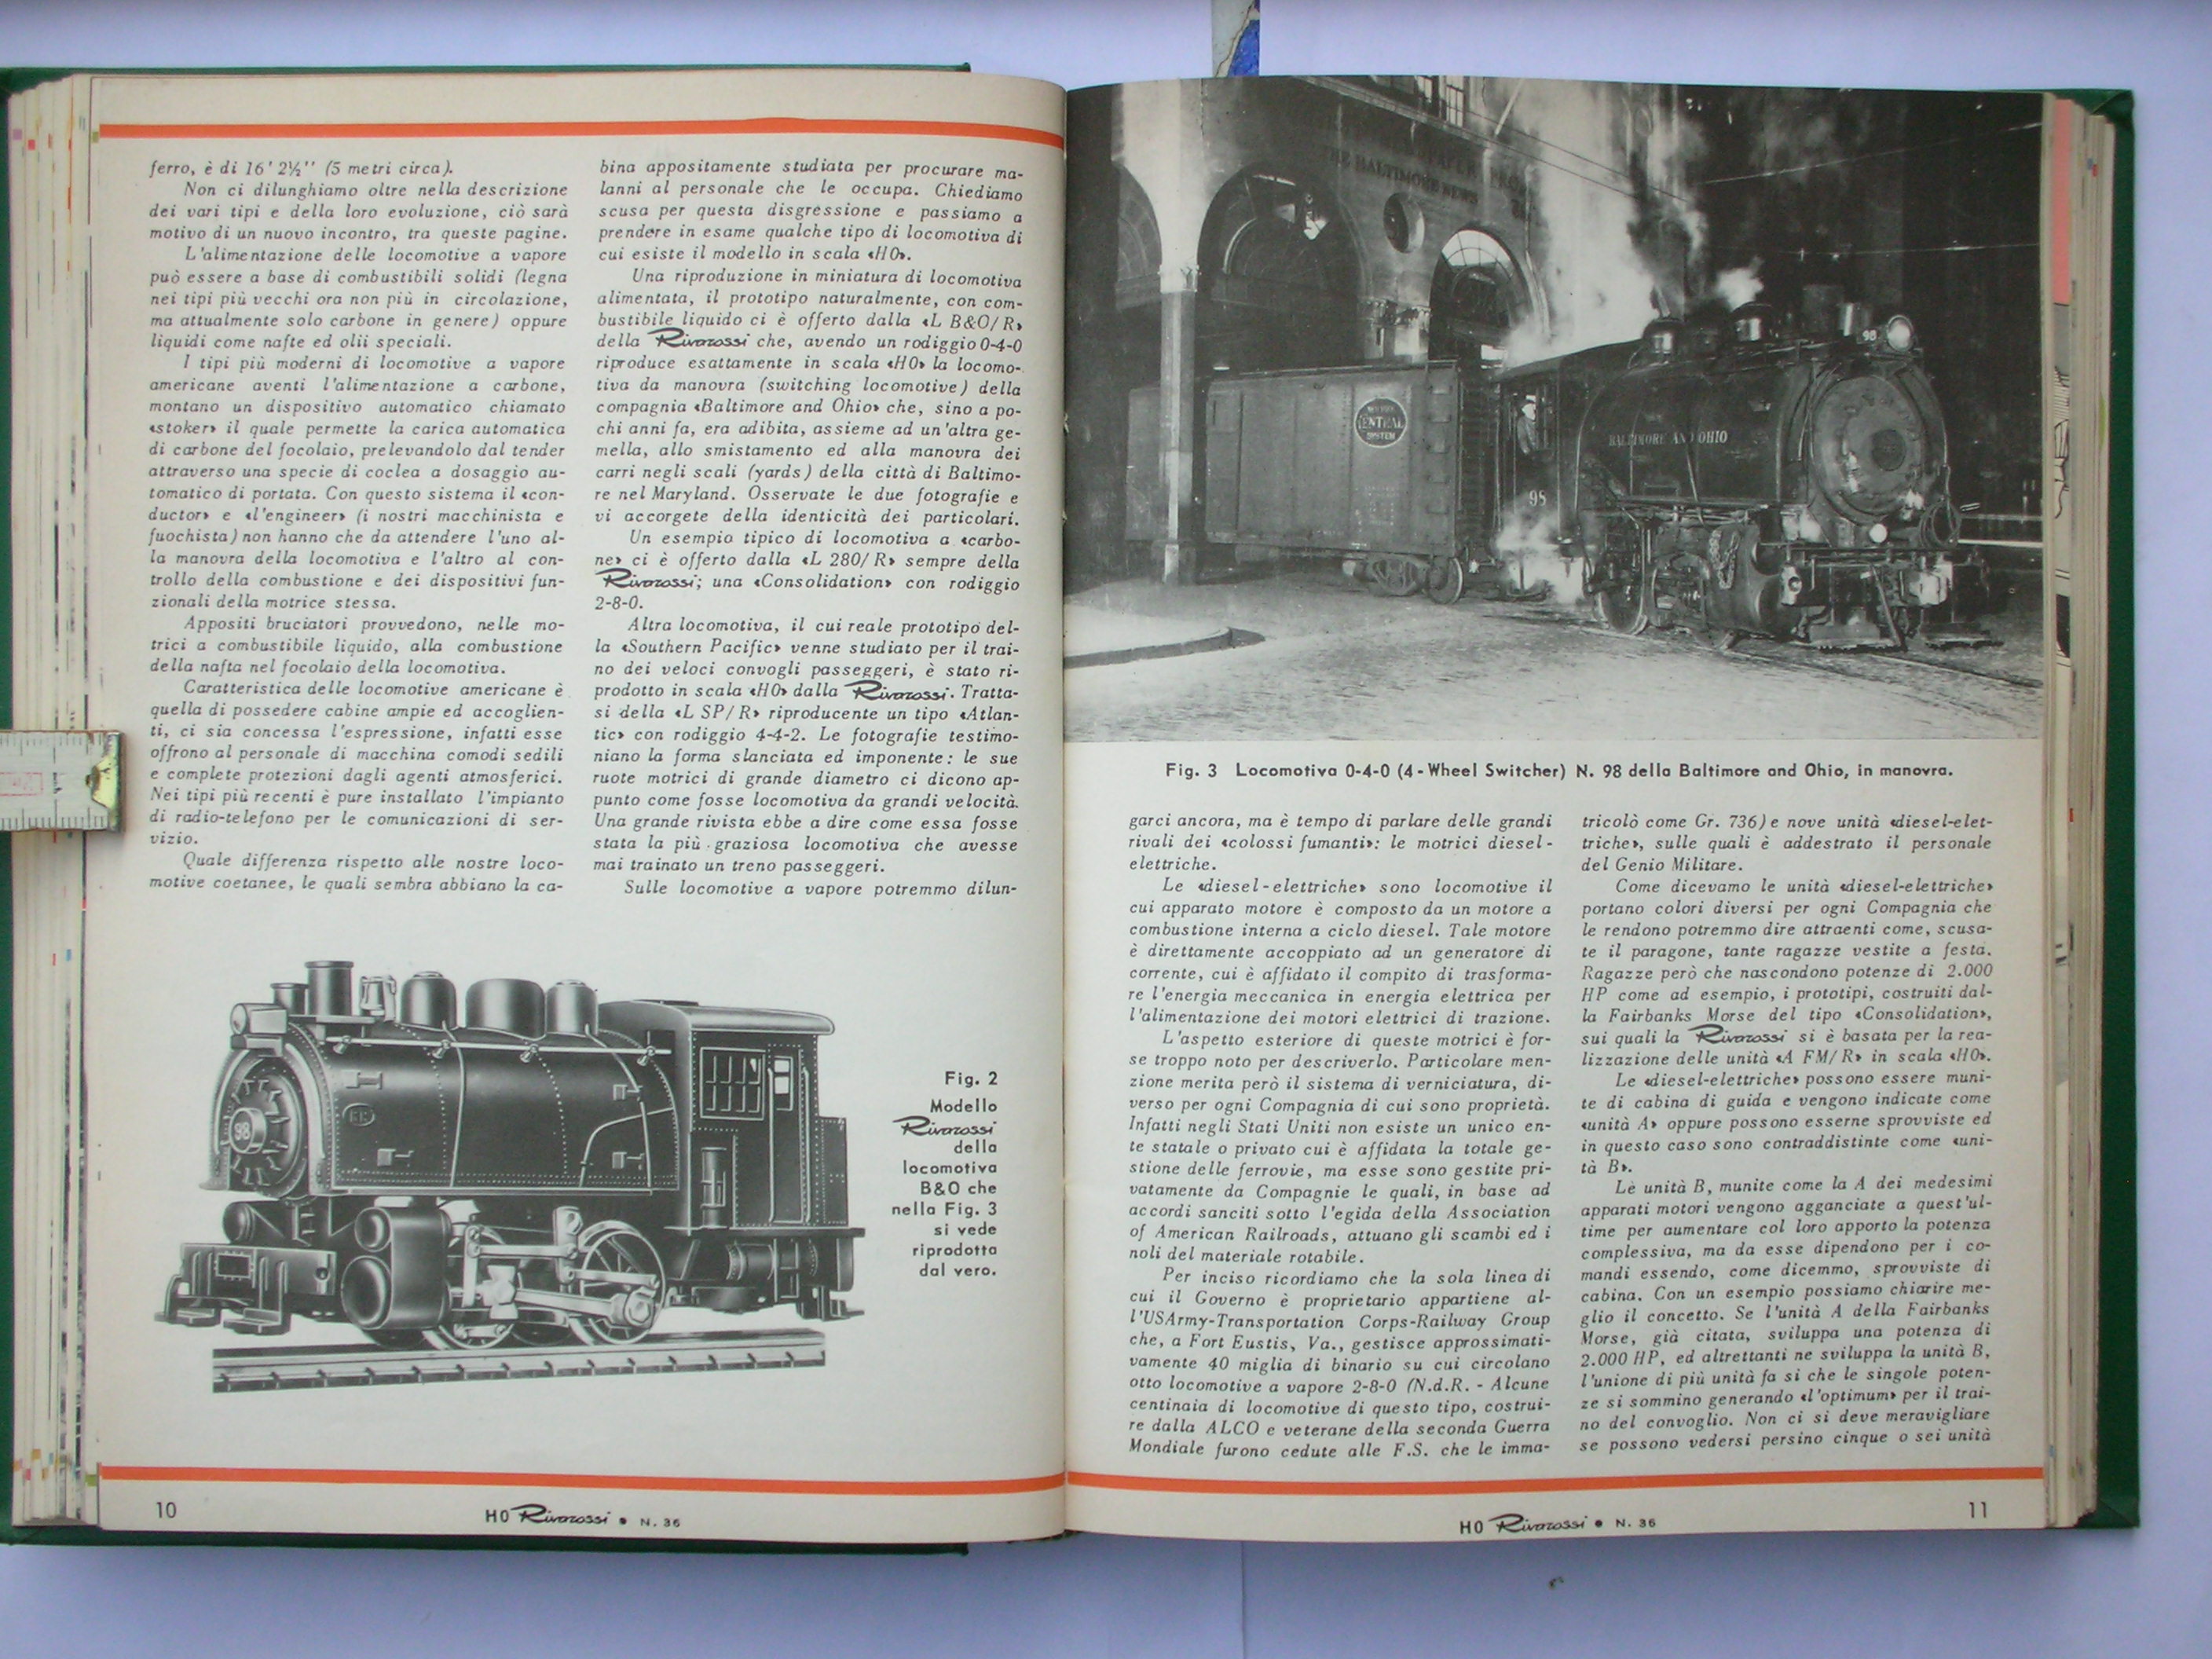 ferro, è di 16' 2½'' (5 metri circa).
Non ci dilunghiamo oltre nella descrizione
dei vari tipi e della loro evoluzione, ciò sarà
motivo di un nuovo incontro, tra queste pagine.
L'alimentazione delle locomotive a vapore
può essere a base di combustibili solidi (legna
nei tipi più vecchi ora non più in circolazione,
ma attualmente solo carbone in genere) oppure
liquidi come nafte ed olii speciali.
I tipi più moderni di locomotive a vapore
americane aventi l'alimentazione a carbone,
montano un dispositivo automatico chiamato
«stoker» il quale permette la carica automatica
di carbone del focolaio, prelevandolo dal tender
attraverso una specie di coclea a dosaggio au-
tomatico di portata. Con questo sistema il «con-
ductor» e «l'engineer» (i nostri macchinista e
fuochista) non hanno che da attendere l'uno al-
la manovra della locomotiva e l'altro al con-
trollo della combustione e dei dispositivi fun-
zionali della motrice stessa.
Appositi bruciatori provvedono, nelle mo-
trici a combustibile liquido, alla combustione
della nafta nel focolaio della locomotiva.
Caratteristica delle locomotive americane è
quella di possedere cabine ampie ed accoglien-
ti, ci sia concessa l'espressione, infatti esse
offrono al personale di macchina comodi sedili
e complete protezioni dagli agenti atmosferici.
Nei tipi più recenti è pure installato l'impianto
di radio-telefono per le comunicazioni di ser-
vizio.
Quale differenza rispetto alle nostre loco-
motive coetanee, le quali sembra abbiano la ca-
bina appositamente studiata per procurare ma-
lanni al personale che le occupa. Chiediamo
scusa per questa disgressione e passiamo a
prendere in esame qualche tipo di locomotiva di
cui esiste il modello in scala «H0».
Una riproduzione in miniatura di locomotiva
alimentata, il prototipo naturalmente, con com-
bustibile liquido ci è offerto dalla «L B&O/R»
della Rivarossi che, avendo un rodiggio 0-4-0
riproduce esattamente in scala «H0» la locomo-
tiva da manovra (switching locomotive) della
compagnia «Baltimore and Ohio» che, sino a po-
chi anni fa, era adibita, assieme ad un'altra ge-
mella, allo smistamento ed alla manovra dei
carri negli scali (yards) della città di Baltimo-
re nel Maryland. Osservate le due fotografie e
vi accorgete della identicità dei particolari.
Un esempio tipico di locomotiva a «carbo-
ne» ci è offerto dalla «L 280/R» sempre della
Rivarossi; una «Consolidation» con rodiggio
2-8-0.
Altra locomotiva, il cui reale prototipo del-
la «Southern Pacific» venne studiato per il trai-
no dei veloci convogli passeggeri, è stato ri-
prodotto in scala «H0» dalla Rivarossi. Tratta-
si della «L SP/R» riproducente un tipo «Atlan-
tic» con rodiggio 4-4-2. Le fotografie testimo-
niano la forma slanciata ed imponente: le sue
ruote motrici di grande diametro ci dicono ap-
punto come fosse locomotiva da grandi velocità.
Una grande rivista ebbe a dire come essa fosse
stata la più graziosa locomotiva che avesse
mai trainato un treno passeggeri.
Sulle locomotive a vapore potremmo dilun-
98
Fig. 2
Modello
Rivarossi
della
locomotiva
B&O che
nella Fig. 3
si vede
riprodotta
dal vero.
10
H0 Rivarossi • N. 36
THE BALTIMORE NEWS
CENTRAL
SYSTEM
BALTIMORE AND OHIO
98
98
Fig. 3 Locomotiva 0-4-0 (4-Wheel Switcher) N. 98 della Baltimore and Ohio, in manovra.
garci ancora, ma è tempo di parlare delle grandi
rivali dei «colossi fumanti»: le motrici diesel-
elettriche.
Le «diesel-elettriche» sono locomotive il
cui apparato motore è composto da un motore a
combustione interna a ciclo diesel. Tale motore
è direttamente accoppiato ad un generatore di
corrente, cui è affidato il compito di trasforma-
re l'energia meccanica in energia elettrica per
l'alimentazione dei motori elettrici di trazione.
L'aspetto esteriore di queste motrici è for-
se troppo noto per descriverlo. Particolare men-
zione merita però il sistema di verniciatura, di-
verso per ogni Compagnia di cui sono proprietà.
Infatti negli Stati Uniti non esiste un unico en-
te statale o privato cui è affidata la totale ge-
stione delle ferrovie, ma esse sono gestite pri-
vatamente da Compagnie le quali, in base ad
accordi sanciti sotto l'egida della Association
of American Railroads, attuano gli scambi ed i
noli del materiale rotabile.
Per inciso ricordiamo che la sola linea di
cui il Governo è proprietario appartiene al-
l'USArmy-Transportation Corps-Railway Group
che, a Fort Eustis, Va., gestisce approssimati-
vamente 40 miglia di binario su cui circolano
otto locomotive a vapore 2-8-0 (N.d.R. - Alcune
centinaia di locomotive di questo tipo, costrui-
re dalla ALCO e veterane della seconda Guerra
Mondiale furono cedute alle F.S. che le imma-
tricolò come Gr. 736) e nove unità «diesel-elet-
triche», sulle quali è addestrato il personale
del Genio Militare.
Come dicevamo le unità «diesel-elettriche»
portano colori diversi per ogni Compagnia che
le rendono potremmo dire attraenti come, scusa-
te il paragone, tante ragazze vestite a festa.
Ragazze però che nascondono potenze di 2.000
HP come ad esempio, i prototipi, costruiti dal-
la Fairbanks Morse del tipo «Consolidation»,
sui quali la Rivarossi si è basata per la rea-
lizzazione delle unità «A FM/R» in scala «H0».
Le «diesel-elettriche» possono essere muni-
te di cabina di guida e vengono indicate come
«unità A» oppure possono esserne sprovviste ed
in questo caso sono contraddistinte come «uni-
tà B».
Le unità B, munite come la A dei medesimi
apparati motori vengono agganciate a quest'ul-
time per aumentare col loro apporto la potenza
complessiva, ma da esse dipendono per i co-
mandi essendo, come dicemmo, sprovviste di
cabina. Con un esempio possiamo chiarire me-
glio il concetto. Se l'unità A della Fairbanks
Morse, già citata, sviluppa una potenza di
2.000 HP, ed altrettanti ne sviluppa la unità B,
l'unione di più unità fa si che le singole poten-
ze si sommino generando «l'optimum» per il trai-
no del convoglio. Non ci si deve meravigliare
se possono vedersi persino cinque o sei unità
H0 Rivarossi • N. 36
11